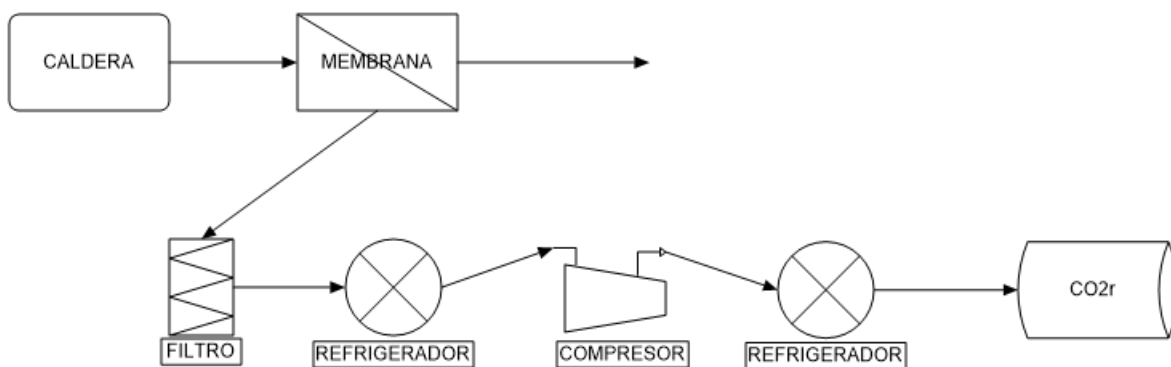 CALDERA
MEMBRANA
FILTRO
REFRIGERADOR
COMPRESOR
REFRIGERADOR
CO2r